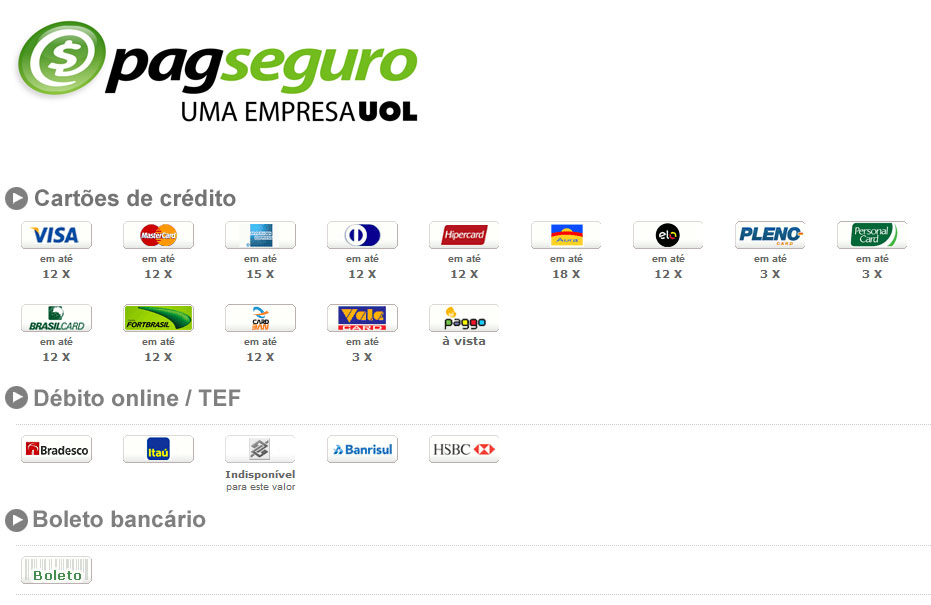 pagseguro
UMA EMPRESA UOL
Cartões de crédito
VISA MasterCard AMERICAN EXPRESS Hipercard Aura elo PLENO CARD Personal Card
em até em até em até em até em até em até em até em até em até
12 X 12 X 15 X 12 X 12 X 18 X 12 X 3 X 3 X
BRASILCARD FORTBRASIL CARD BAN Vale CARD paggo
em até em até em até em até à vista
12 X 12 X 12 X 3 X
Débito online / TEF
Bradesco Itaú Banrisul HSBC
Indisponível
para este valor
Boleto bancário
Boleto